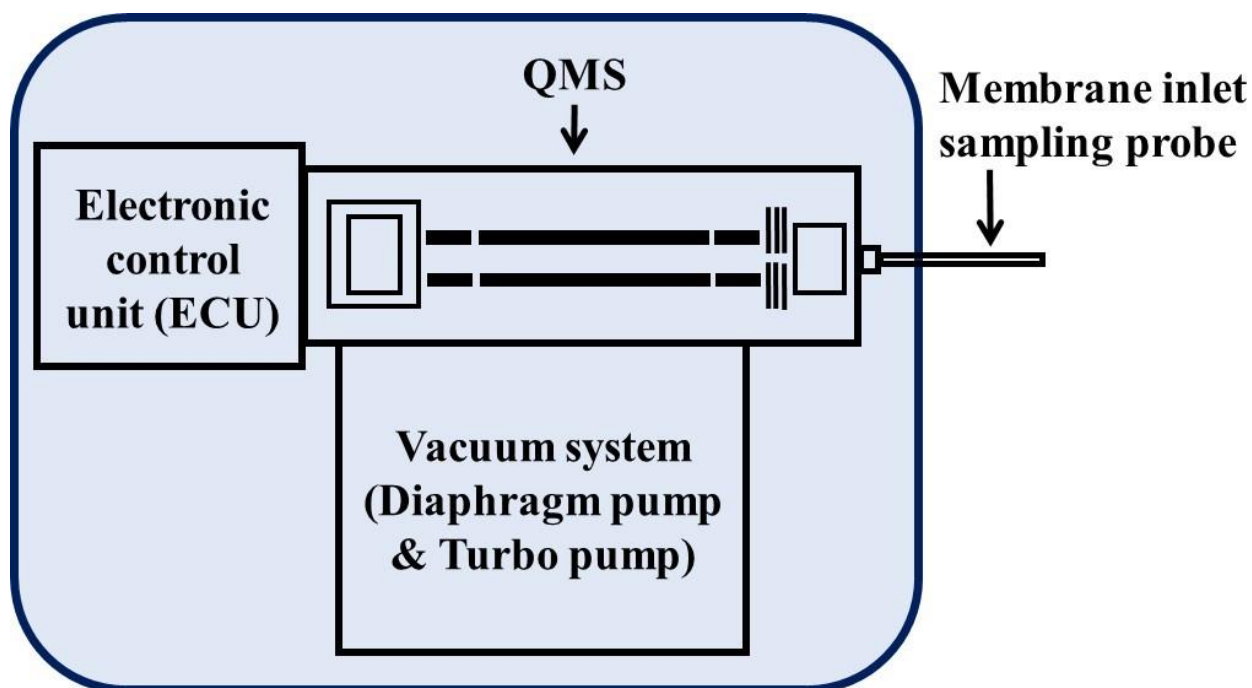 QMS
Membrane inlet
sampling probe
Electronic
control
unit (ECU)
Vacuum system
(Diaphragm pump
& Turbo pump)